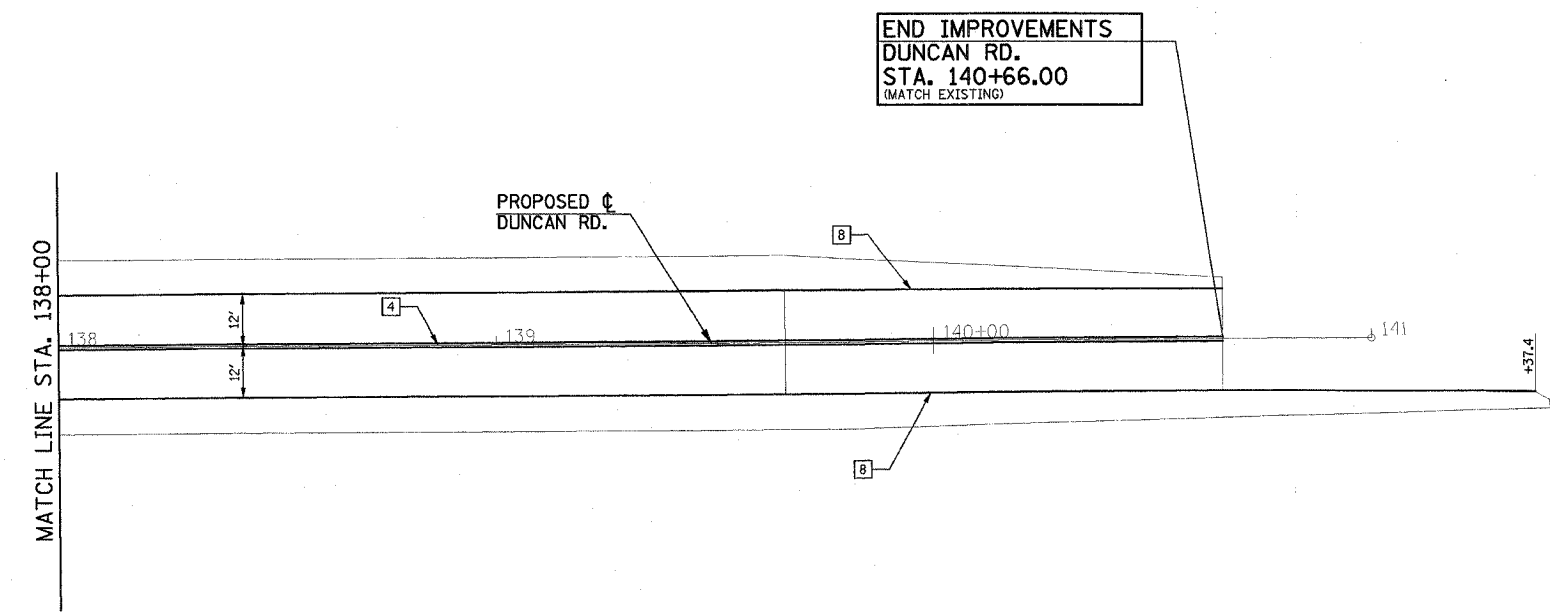 END IMPROVEMENTS
DUNCAN RD.
STA. 140+66.00
(MATCH EXISTING)
PROPOSED ℄
DUNCAN RD.
8
4
12'
12'
138
139
140+00
141
+37.4
8
MATCH LINE STA. 138+00